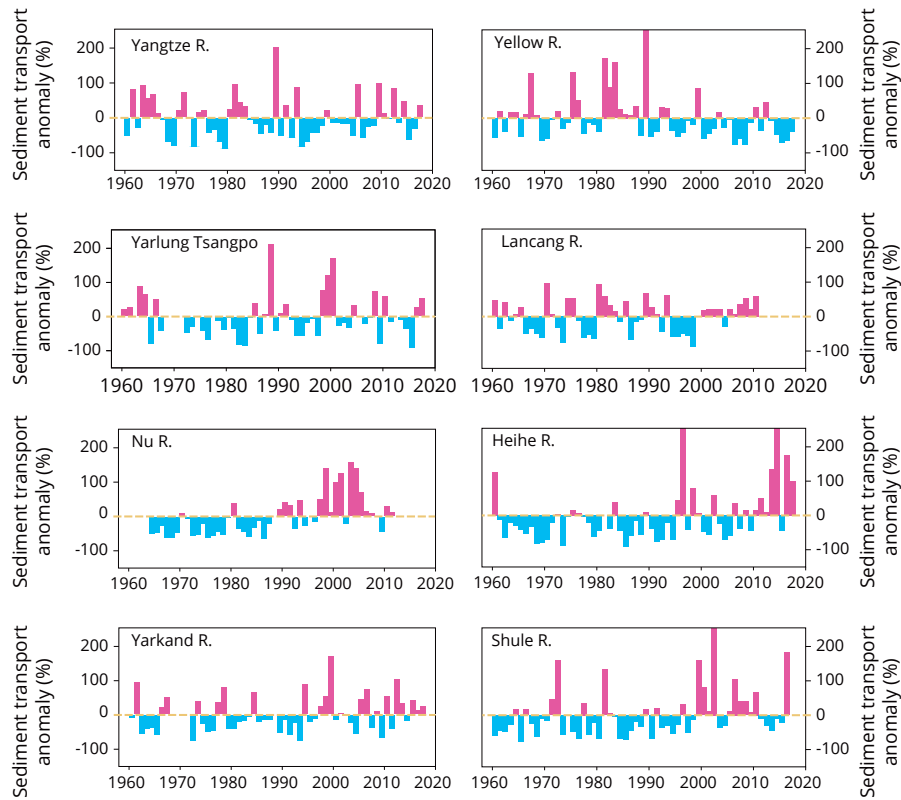 Sediment transport
anomaly (%)
Yangtze R.
200
100
0
-100
1960 1970 1980 1990 2000 2010 2020
Yellow R.
200
100
0
-100
1960 1970 1980 1990 2000 2010 2020
Sediment transport
anomaly (%)
Sediment transport
anomaly (%)
Yarlung Tsangpo
200
100
0
-100
1960 1970 1980 1990 2000 2010 2020
Lancang R.
200
100
0
-100
1960 1970 1980 1990 2000 2010 2020
Sediment transport
anomaly (%)
Sediment transport
anomaly (%)
Nu R.
200
100
0
-100
1960 1970 1980 1990 2000 2010 2020
Heihe R.
200
100
0
-100
1960 1970 1980 1990 2000 2010 2020
Sediment transport
anomaly (%)
Sediment transport
anomaly (%)
Yarkand R.
200
100
0
-100
1960 1970 1980 1990 2000 2010 2020
Shule R.
200
100
0
-100
1960 1970 1980 1990 2000 2010 2020
Sediment transport
anomaly (%)